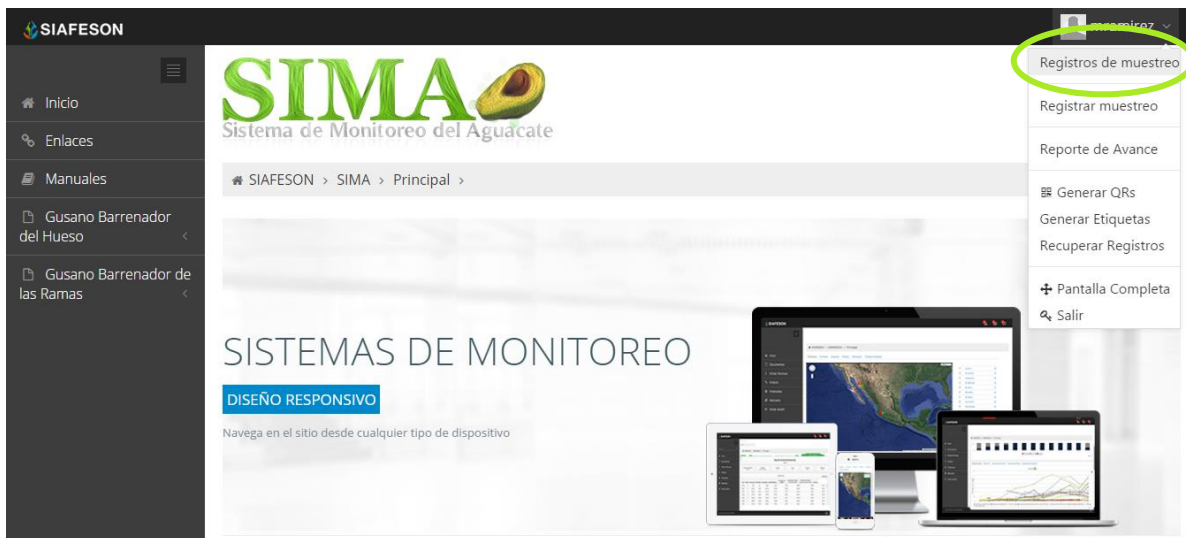 SIAFESON
mramirez
Inicio
Enlaces
Manuales
Gusano Barrenador
del Hueso
Gusano Barrenador de
las Ramas
SIMA
Sistema de Monitoreo del Aguacate
SIAFESON > SIMA > Principal >
Registros de muestreo
Registrar muestreo
Reporte de Avance
Generar QRs
Generar Etiquetas
Recuperar Registros
Pantalla Completa
Salir
SISTEMAS DE MONITOREO
DISEÑO RESPONSIVO
Navega en el sitio desde cualquier tipo de dispositivo